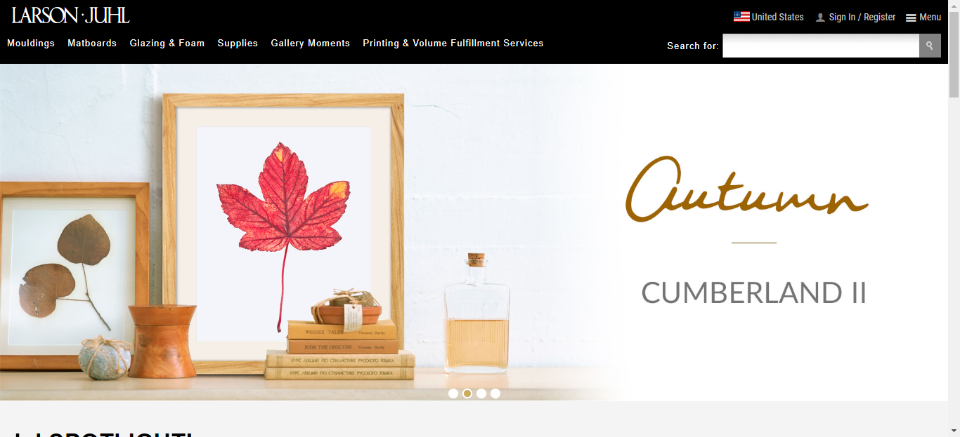 LARSON·JUHL
United States
Sign In / Register
Menu
Mouldings
Matboards
Glazing & Foam
Supplies
Gallery Moments
Printing & Volume Fulfillment Services
Search for:
Autumn
CUMBERLAND II